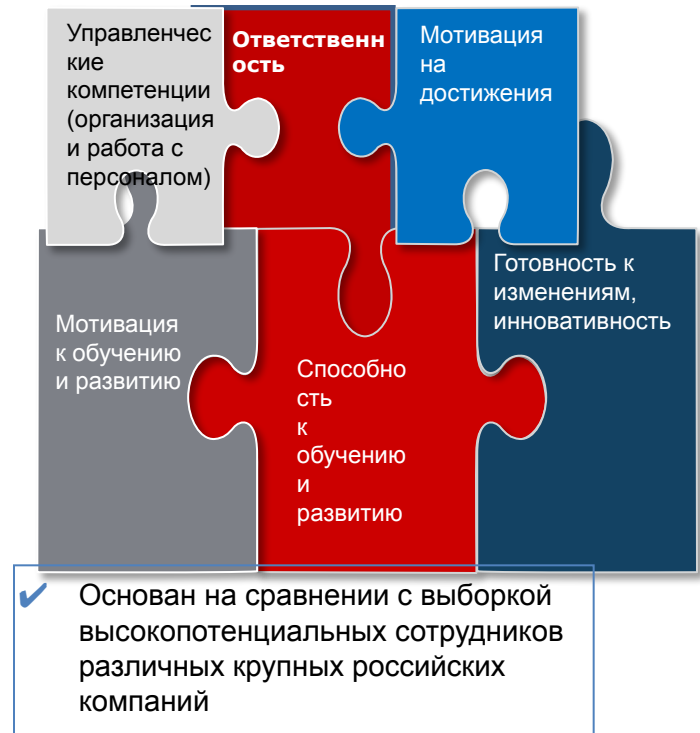 Управленчес
кие
компетенции
(организация
и работа с
персоналом)
Ответственн
ость
Мотивация
на
достижения
Мотивация
к обучению
и развитию
Способно
сть
к
обучению
и
развитию
Готовность к
изменениям,
инновативность
✔ Основан на сравнении с выборкой
высокопотенциальных сотрудников
различных крупных российских
компаний